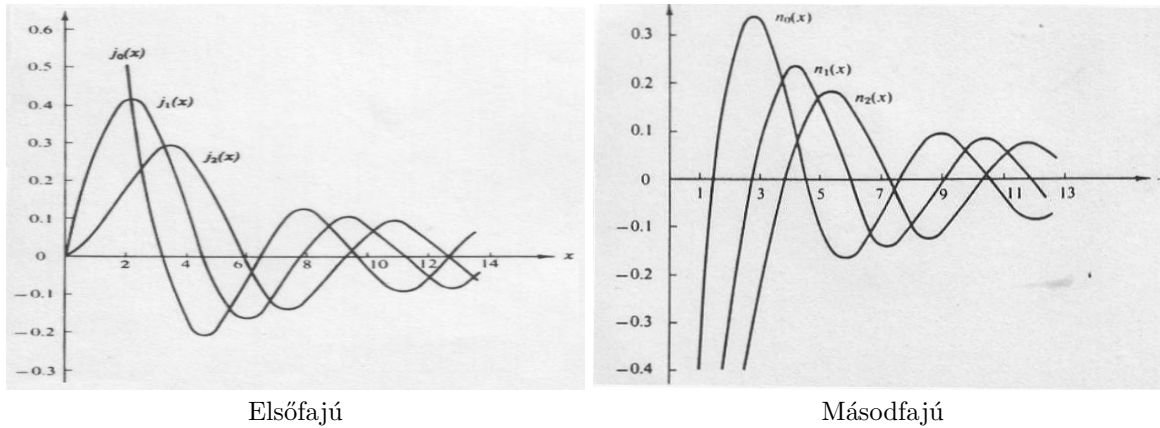 0.6
0.5
0.4
0.3
0.2
0.1
0
−0.1
−0.2
−0.3
j₀(x)
j₁(x)
j₂(x)
2 4 6 8 10 12 14 x
Elsőfajú
0.3
0.2
0.1
0
−0.1
−0.2
−0.3
−0.4
n₀(x)
n₁(x)
n₂(x)
1 3 5 7 9 11 13
Másodfajú